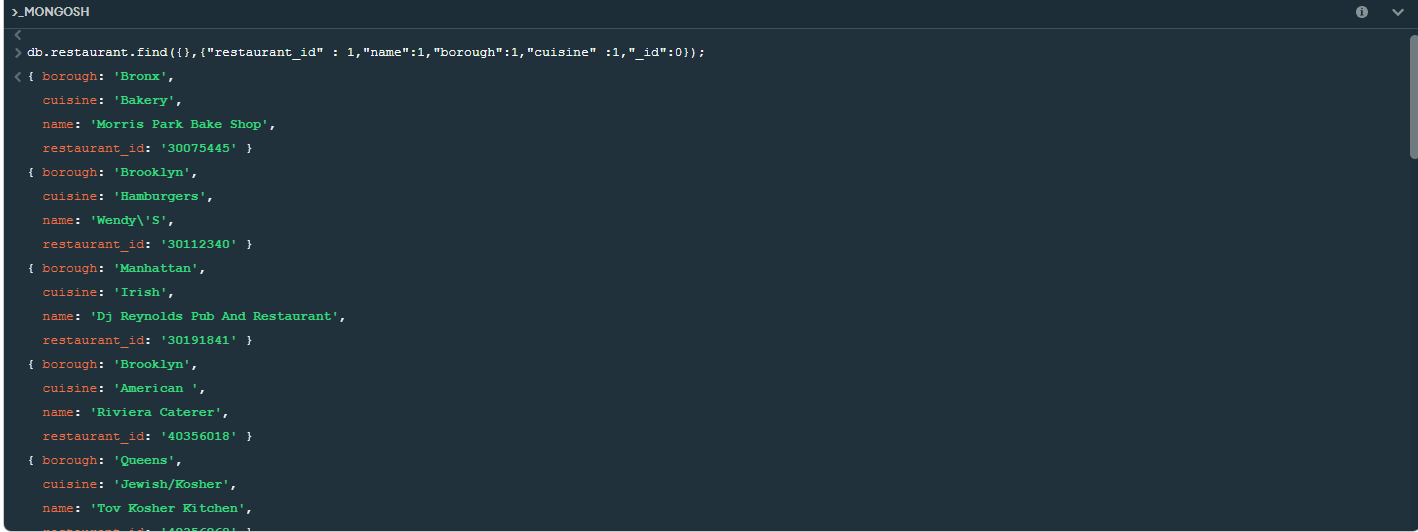 >_MONGOSH
db.restaurant.find({},{"restaurant_id" : 1,"name":1,"borough":1,"cuisine" :1,"_id":0});
{ borough: 'Bronx',
cuisine: 'Bakery',
name: 'Morris Park Bake Shop',
restaurant_id: '30075445' }
{ borough: 'Brooklyn',
cuisine: 'Hamburgers',
name: 'Wendy\'S',
restaurant_id: '30112340' }
{ borough: 'Manhattan',
cuisine: 'Irish',
name: 'Dj Reynolds Pub And Restaurant',
restaurant_id: '30191841' }
{ borough: 'Brooklyn',
cuisine: 'American ',
name: 'Riviera Caterer',
restaurant_id: '40356018' }
{ borough: 'Queens',
cuisine: 'Jewish/Kosher',
name: 'Tov Kosher Kitchen',
restaurant_id: